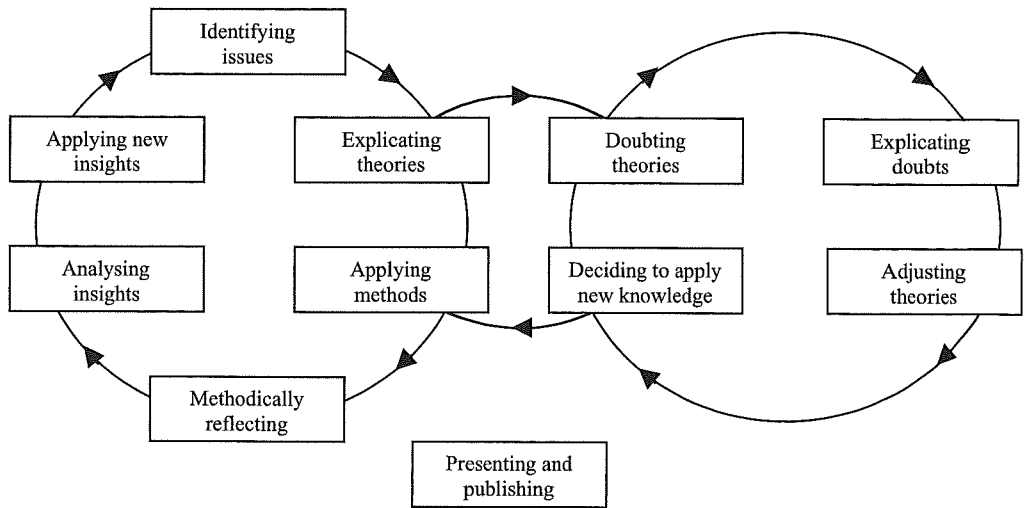 Identifying
issues
Applying new
insights
Explicating
theories
Doubting
theories
Explicating
doubts
Analysing
insights
Applying
methods
Deciding to apply
new knowledge
Adjusting
theories
Methodically
reflecting
Presenting and
publishing